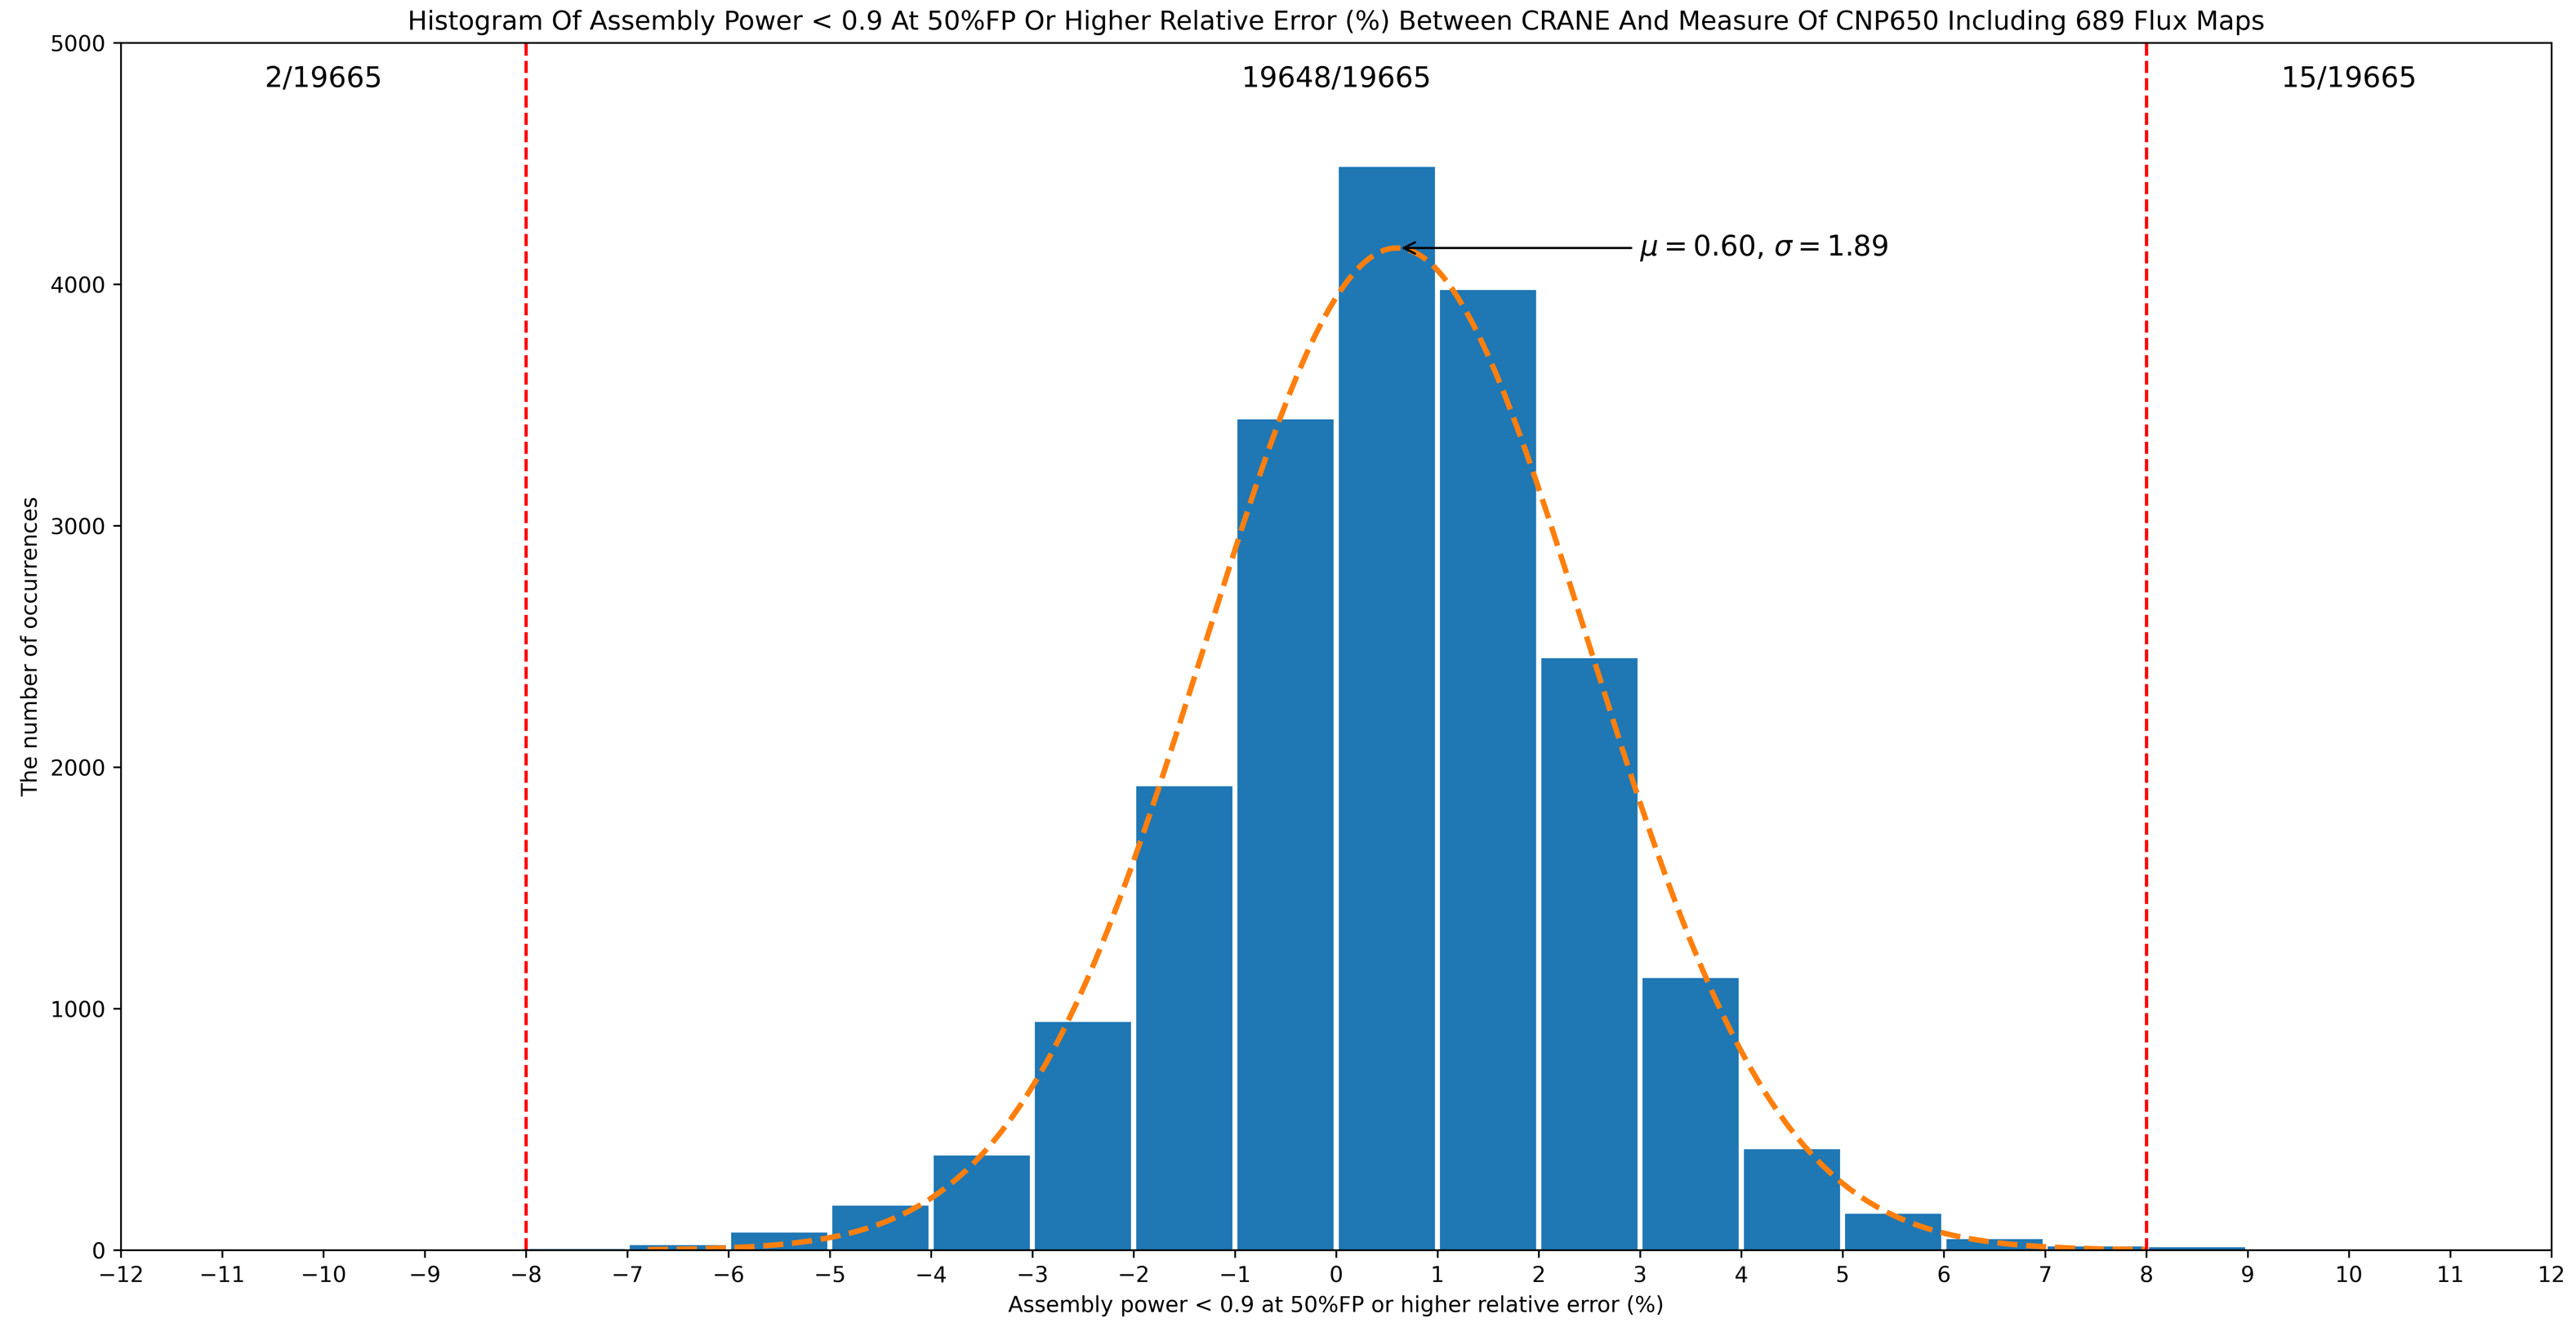 Histogram Of Assembly Power < 0.9 At 50%FP Or Higher Relative Error (%) Between CRANE And Measure Of CNP650 Including 689 Flux Maps
5000
2/19665 19648/19665 15/19665
μ = 0.60, σ = 1.89
4000
3000
The number of occurrences
2000
1000
0
−12 −11 −10 −9 −8 −7 −6 −5 −4 −3 −2 −1 0 1 2 3 4 5 6 7 8 9 10 11 12
Assembly power < 0.9 at 50%FP or higher relative error (%)